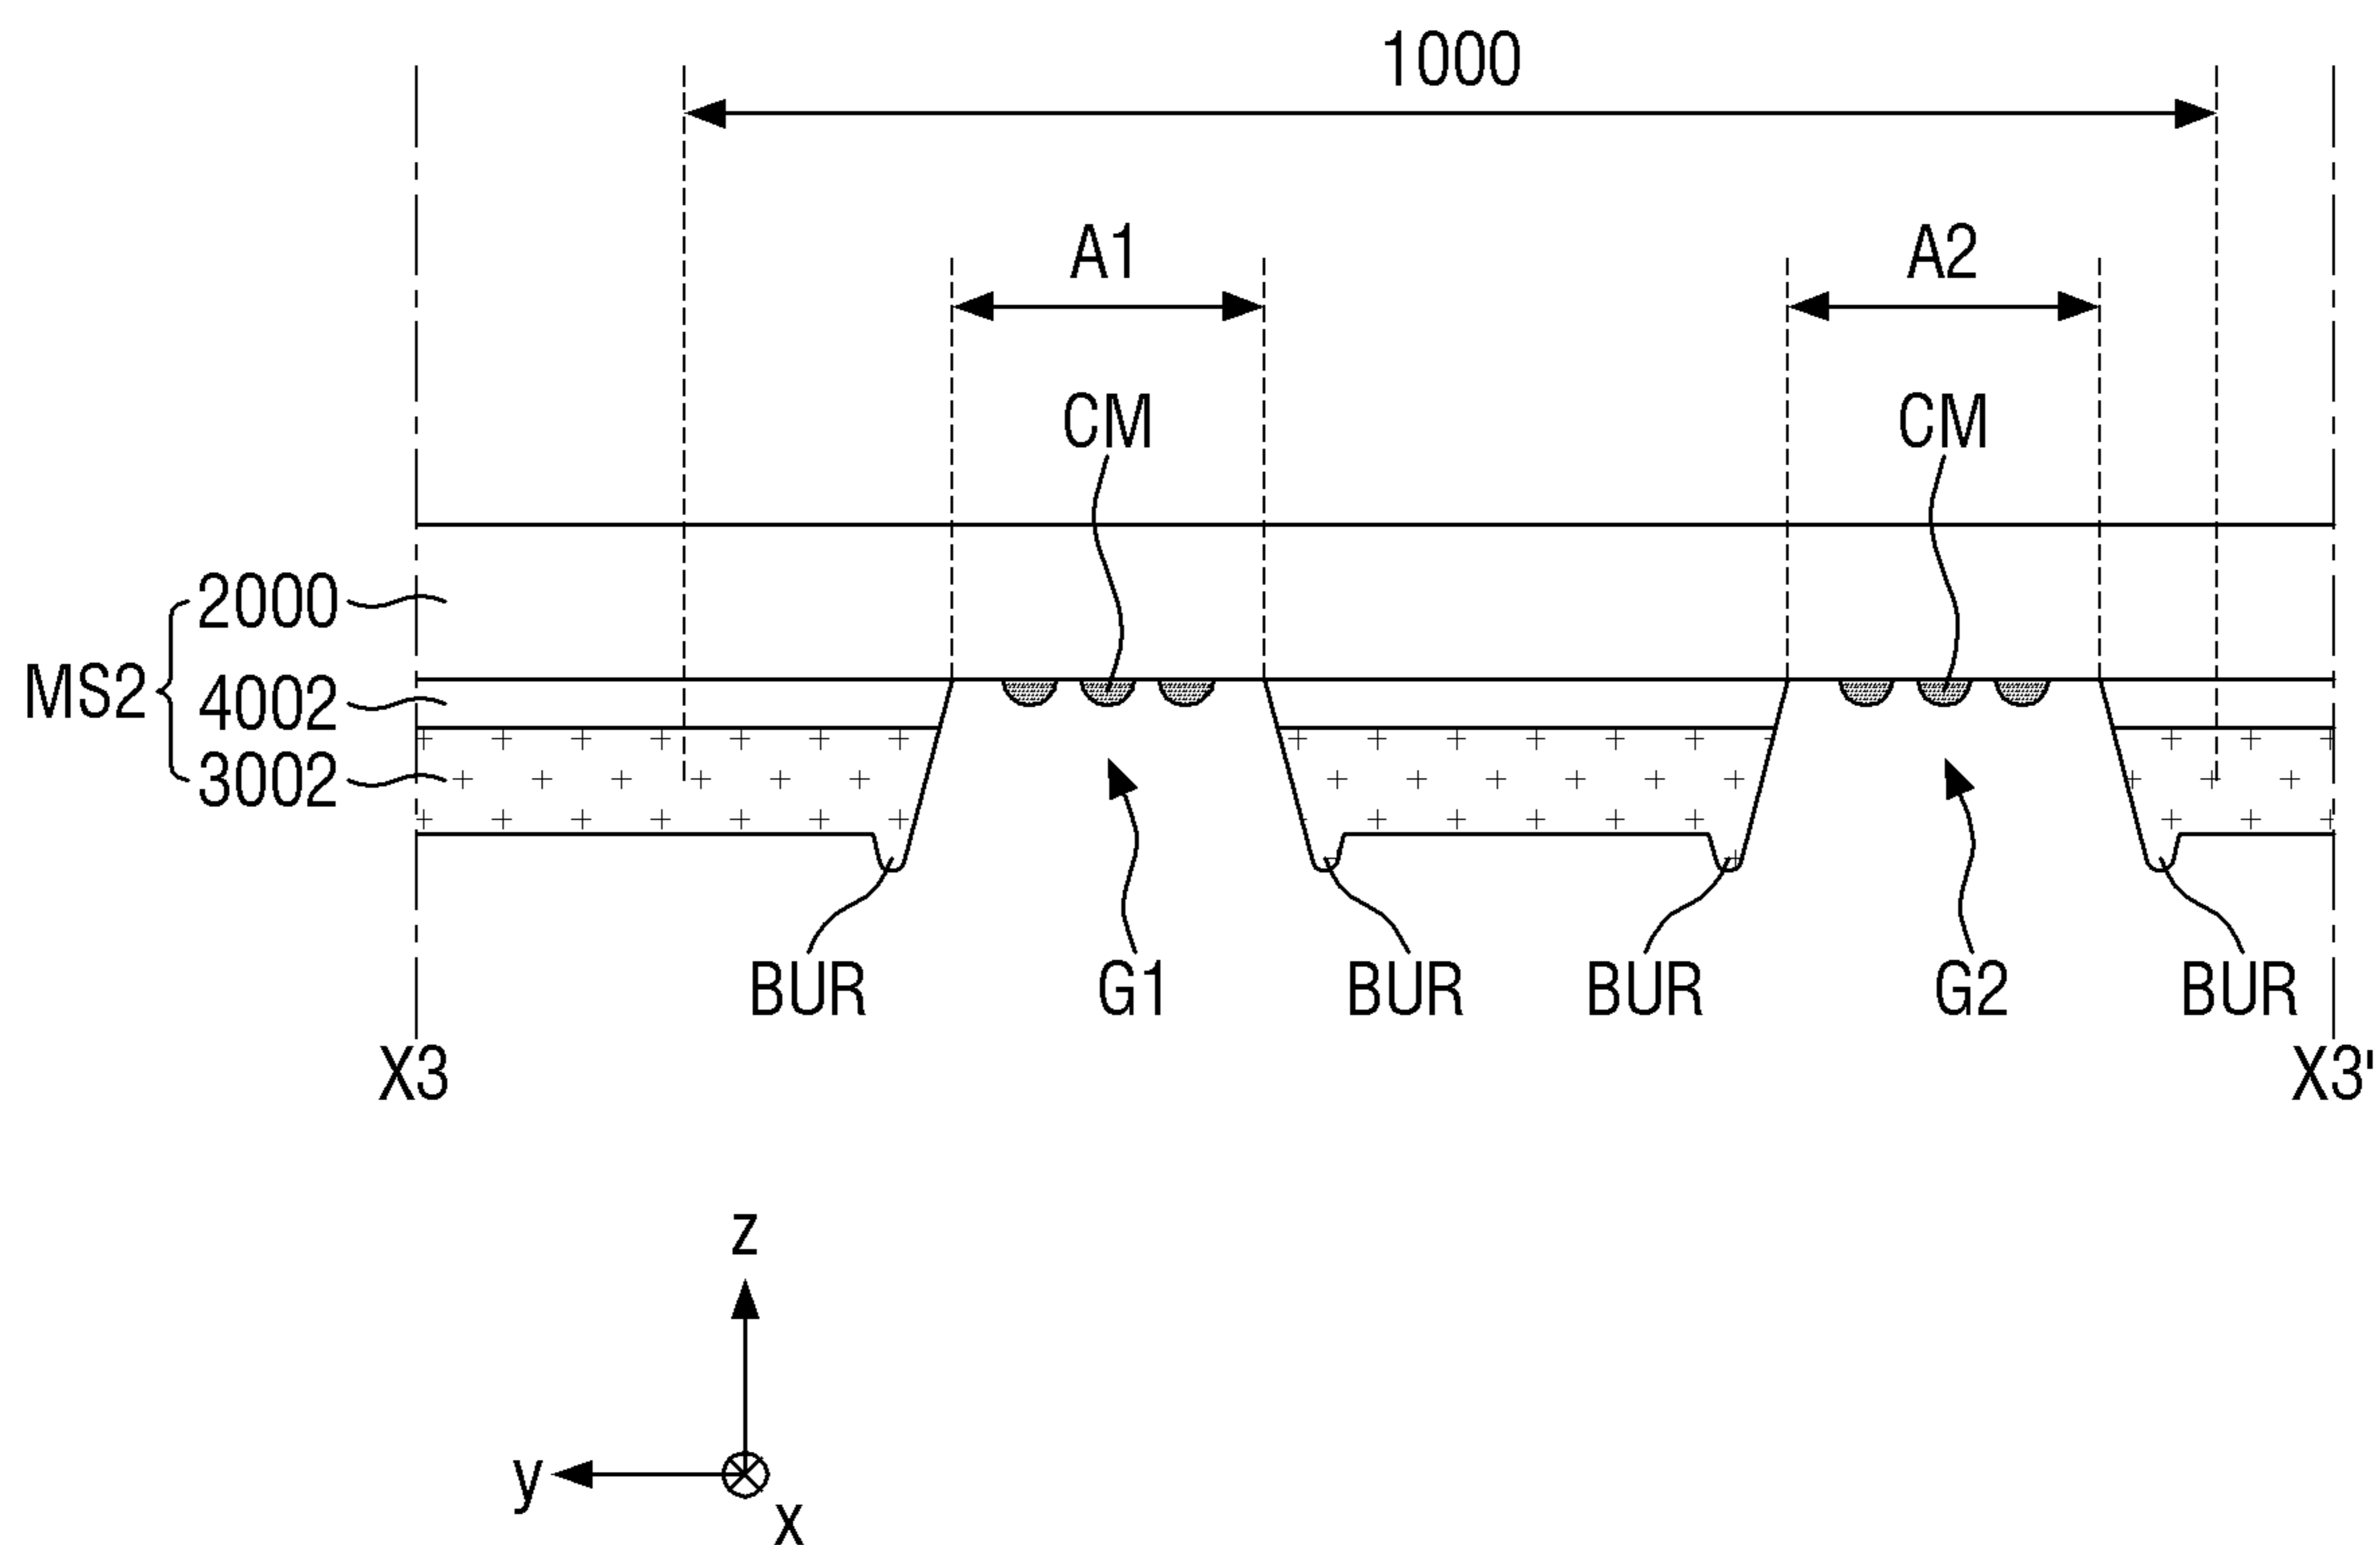 1000
A1 A2
CM CM
2000
MS2
4002
3002
BUR G1 BUR BUR G2 BUR
X3 X3'
z
y
x